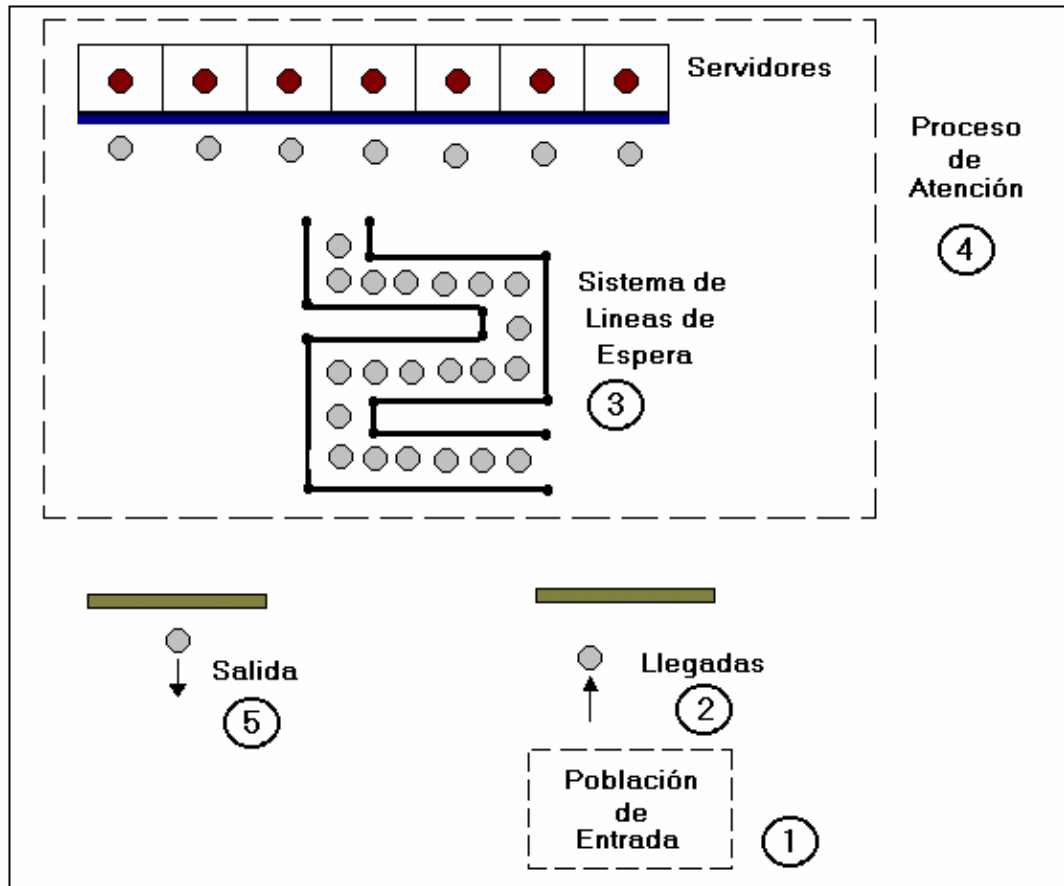 Servidores
Proceso
de
Atención
4
Sistema de
Lineas de
Espera
3
Salida
5
Llegadas
2
Población
de
Entrada
1